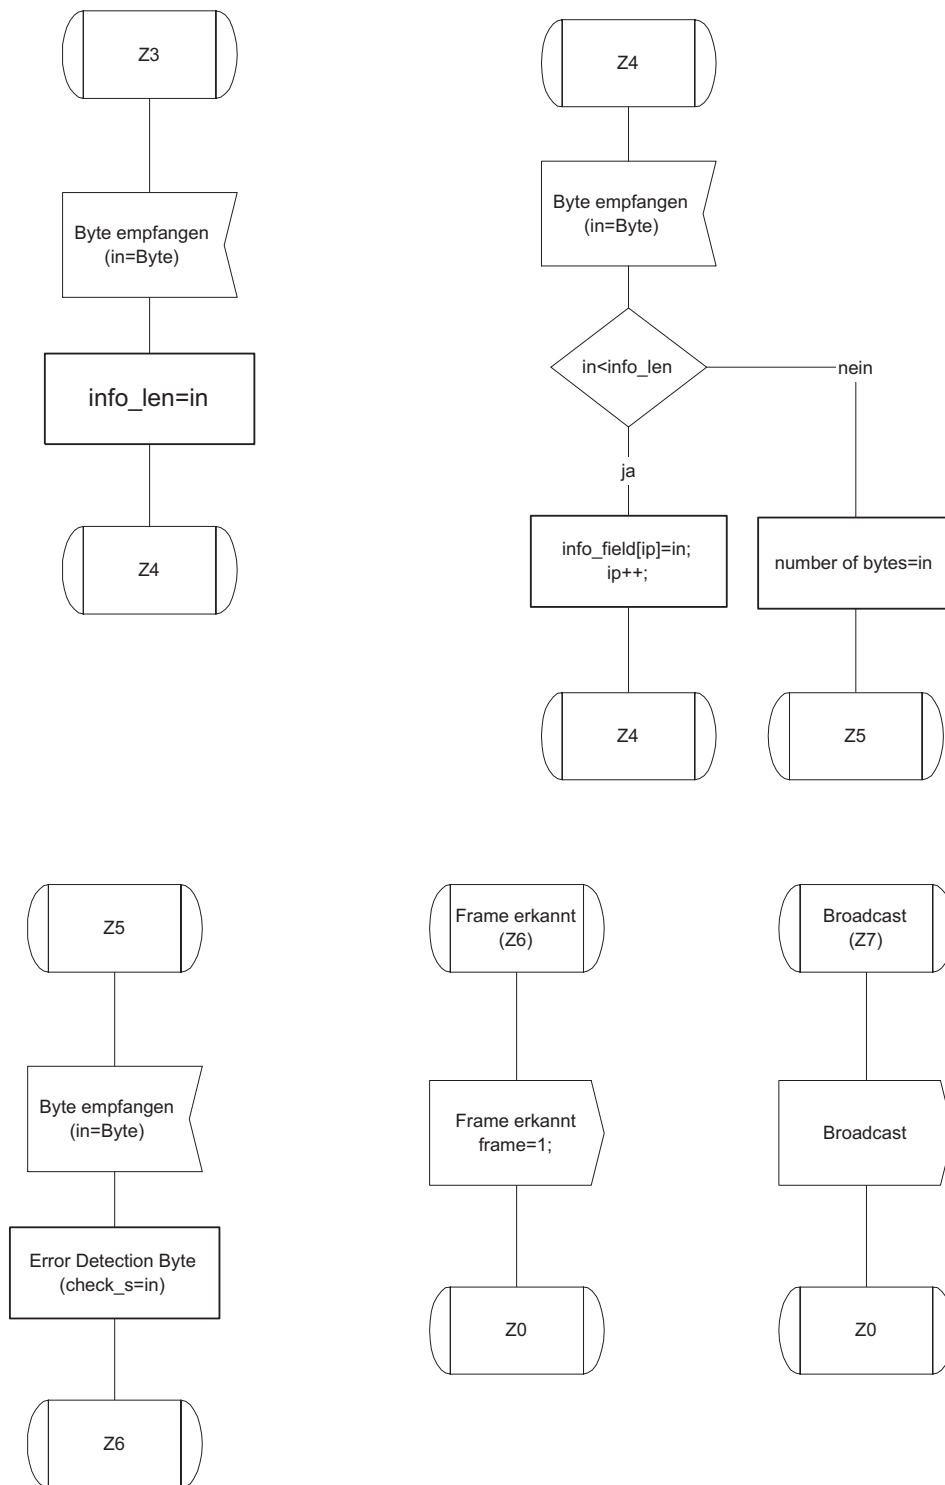 Z3
Byte empfangen
(in=Byte)
info_len=in
Z4
Z4
Byte empfangen
(in=Byte)
in<info_len
nein
ja
info_field[ip]=in;
ip++;
number of bytes=in
Z4
Z5
Z5
Byte empfangen
(in=Byte)
Error Detection Byte
(check_s=in)
Z6
Frame erkannt
(Z6)
Frame erkannt
frame=1;
Z0
Broadcast
(Z7)
Broadcast
Z0